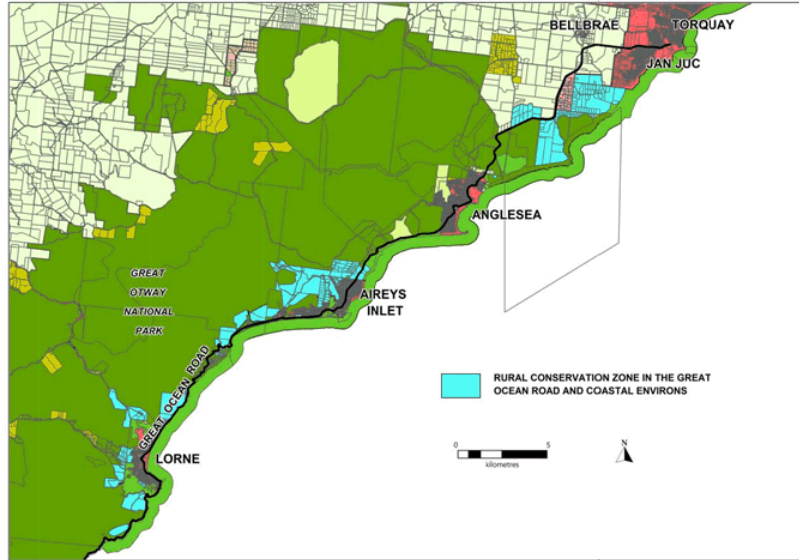 BELLBRAE
TORQUAY
JAN JUC
ANGLESEA
GREAT
OTWAY
NATIONAL
PARK
AIREYS
INLET
GREAT OCEAN ROAD
LORNE
RURAL CONSERVATION ZONE IN THE GREAT
OCEAN ROAD AND COASTAL ENVIRONS
0 5
kilometres
N